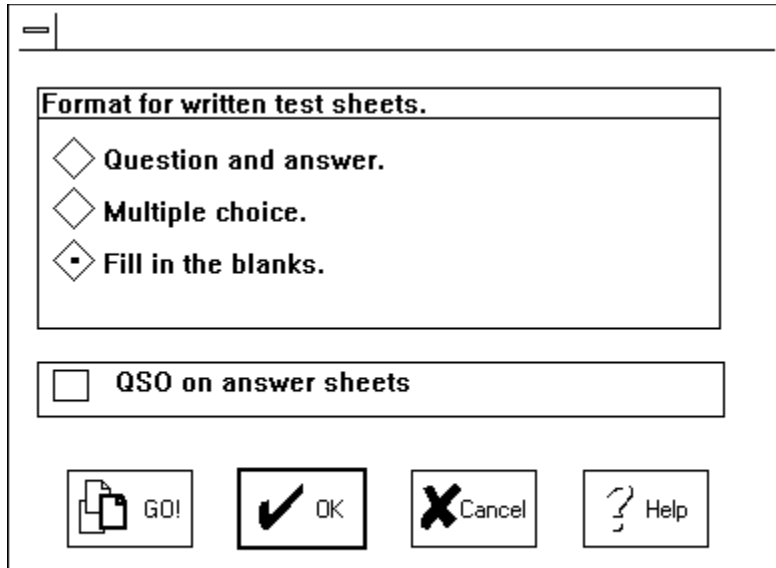 Format for written test sheets.
Question and answer.
Multiple choice.
Fill in the blanks.
QSO on answer sheets
GO! OK Cancel Help